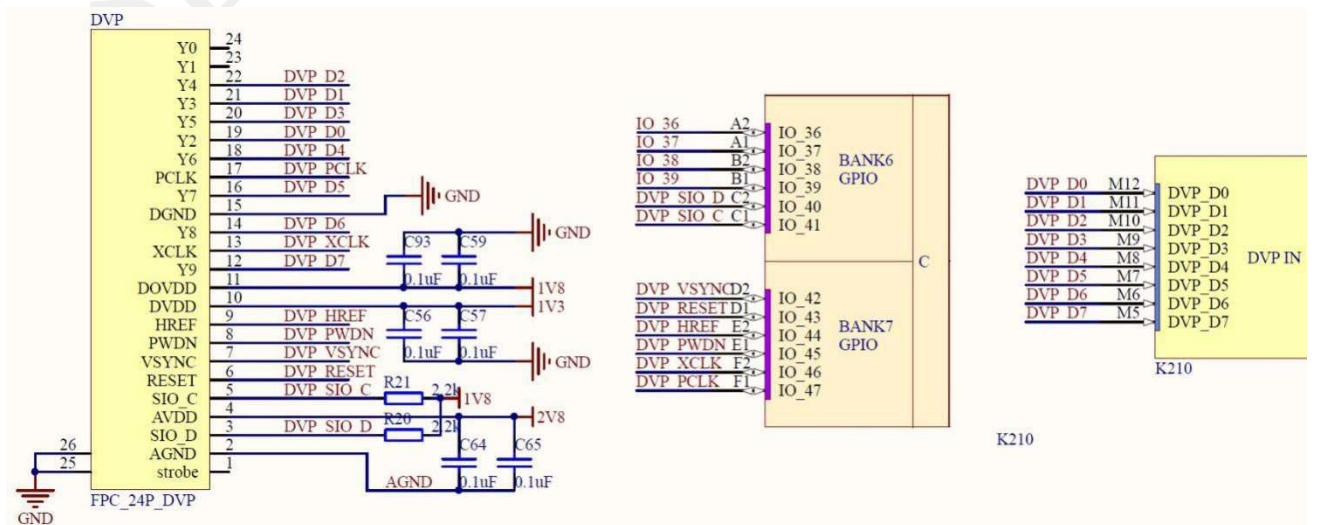 DVP
Y0 24
Y1 23
Y4 22 DVP_D2
Y3 21 DVP_D1
Y5 20 DVP_D3
Y2 19 DVP_D0
Y6 18 DVP_D4
PCLK 17 DVP_PCLK
Y7 16 DVP_D5
DGND 15 GND
Y8 14 DVP_D6
XCLK 13 DVP_XCLK
Y9 12 DVP_D7
C93 C59 GND
0.1uF 0.1uF
DOVDD 11 1V8
DVDD 10 1V3
HREF 9 DVP_HREF
C56 C57
PWDN 8 DVP_PWDN
VSYNC 7 DVP_VSYNC
0.1uF 0.1uF GND
RESET 6 DVP_RESET
SIO_C 5 DVP_SIO_C R21 2.2k 1V8
AVDD 4 2V8
SIO_D 3 DVP_SIO_D R20 2.2k
AGND 2
C64 C65
strobe 1
AGND 0.1uF 0.1uF
26
25
GND
FPC_24P_DVP
IO_36 A2 IO_36
IO_37 A1 IO_37
IO_38 B2 IO_38
IO_39 B1 IO_39
DVP_SIO_D C2 IO_40
DVP_SIO_C C1 IO_41
BANK6
GPIO
C
DVP_VSYNC D2 IO_42
DVP_RESET D1 IO_43
DVP_HREF E2 IO_44
DVP_PWDN E1 IO_45
DVP_XCLK F2 IO_46
DVP_PCLK F1 IO_47
BANK7
GPIO
K210
DVP_D0 M12 DVP_D0
DVP_D1 M11 DVP_D1
DVP_D2 M10 DVP_D2
DVP_D3 M9 DVP_D3
DVP_D4 M8 DVP_D4
DVP_D5 M7 DVP_D5
DVP_D6 M6 DVP_D6
DVP_D7 M5 DVP_D7
DVP IN
K210